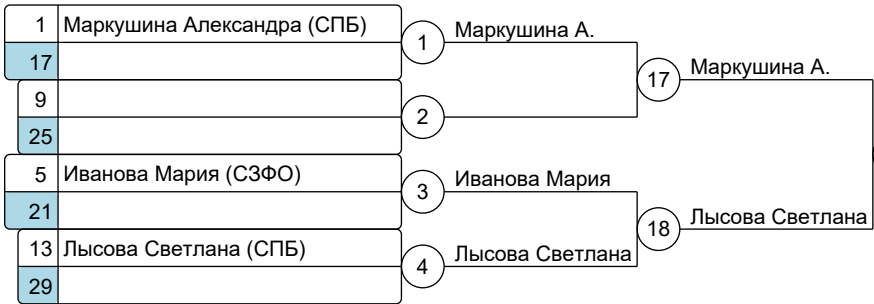 1 Маркушина Александра (СПБ)
17
1 Маркушина А.
9
25
2
17 Маркушина А.
5 Иванова Мария (СЗФО)
21
3 Иванова Мария
13 Лысова Светлана (СПБ)
29
4 Лысова Светлана
18 Лысова Светлана